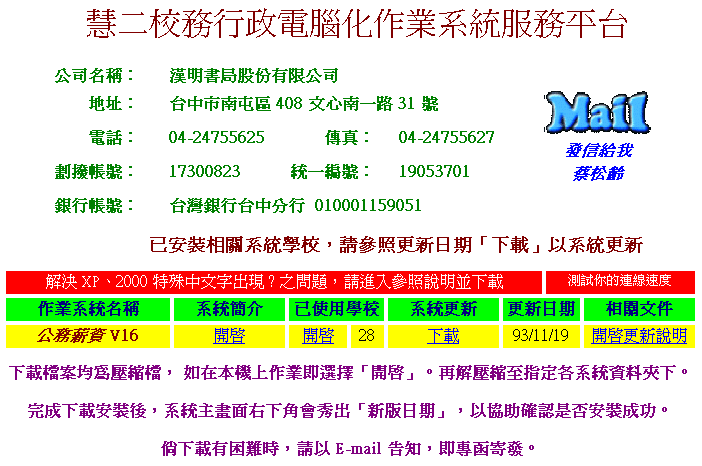 慧二校務行政電腦化作業系統服務平台
公司名稱： 漢明書局股份有限公司
地址： 台中市南屯區 408 文心南一路 31 號
電話： 04-24755625 傳真： 04-24755627
劃撥帳號： 17300823 統一編號： 19053701
銀行帳號： 台灣銀行台中分行 010001159051
Mail
發信給我
蔡松齡
已安裝相關系統學校，請參照更新日期「下載」以系統更新
解決 XP、2000 特殊中文字出現？之問題，請進入參照說明並下載 測試你的連線速度
作業系統名稱 系統簡介 已使用學校 系統更新 更新日期 相關文件
公務薪資 V16 開啓 開啓 28 下載 93/11/19 開啓更新說明
下載檔案均為壓縮檔， 如在本機上作業即選擇「開啓」。再解壓縮至指定各系統資料夾下。
完成下載安裝後，系統主畫面右下角會秀出「新版日期」，以協助確認是否安裝成功。
倘下載有困難時，請以 E-mail 告知，即專函寄發。